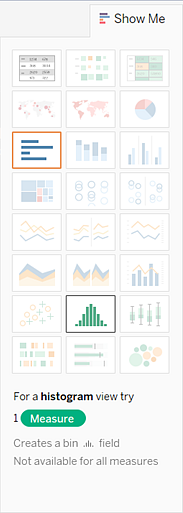 Show Me
For a histogram view try
1 Measure
Creates a bin field
Not available for all measures